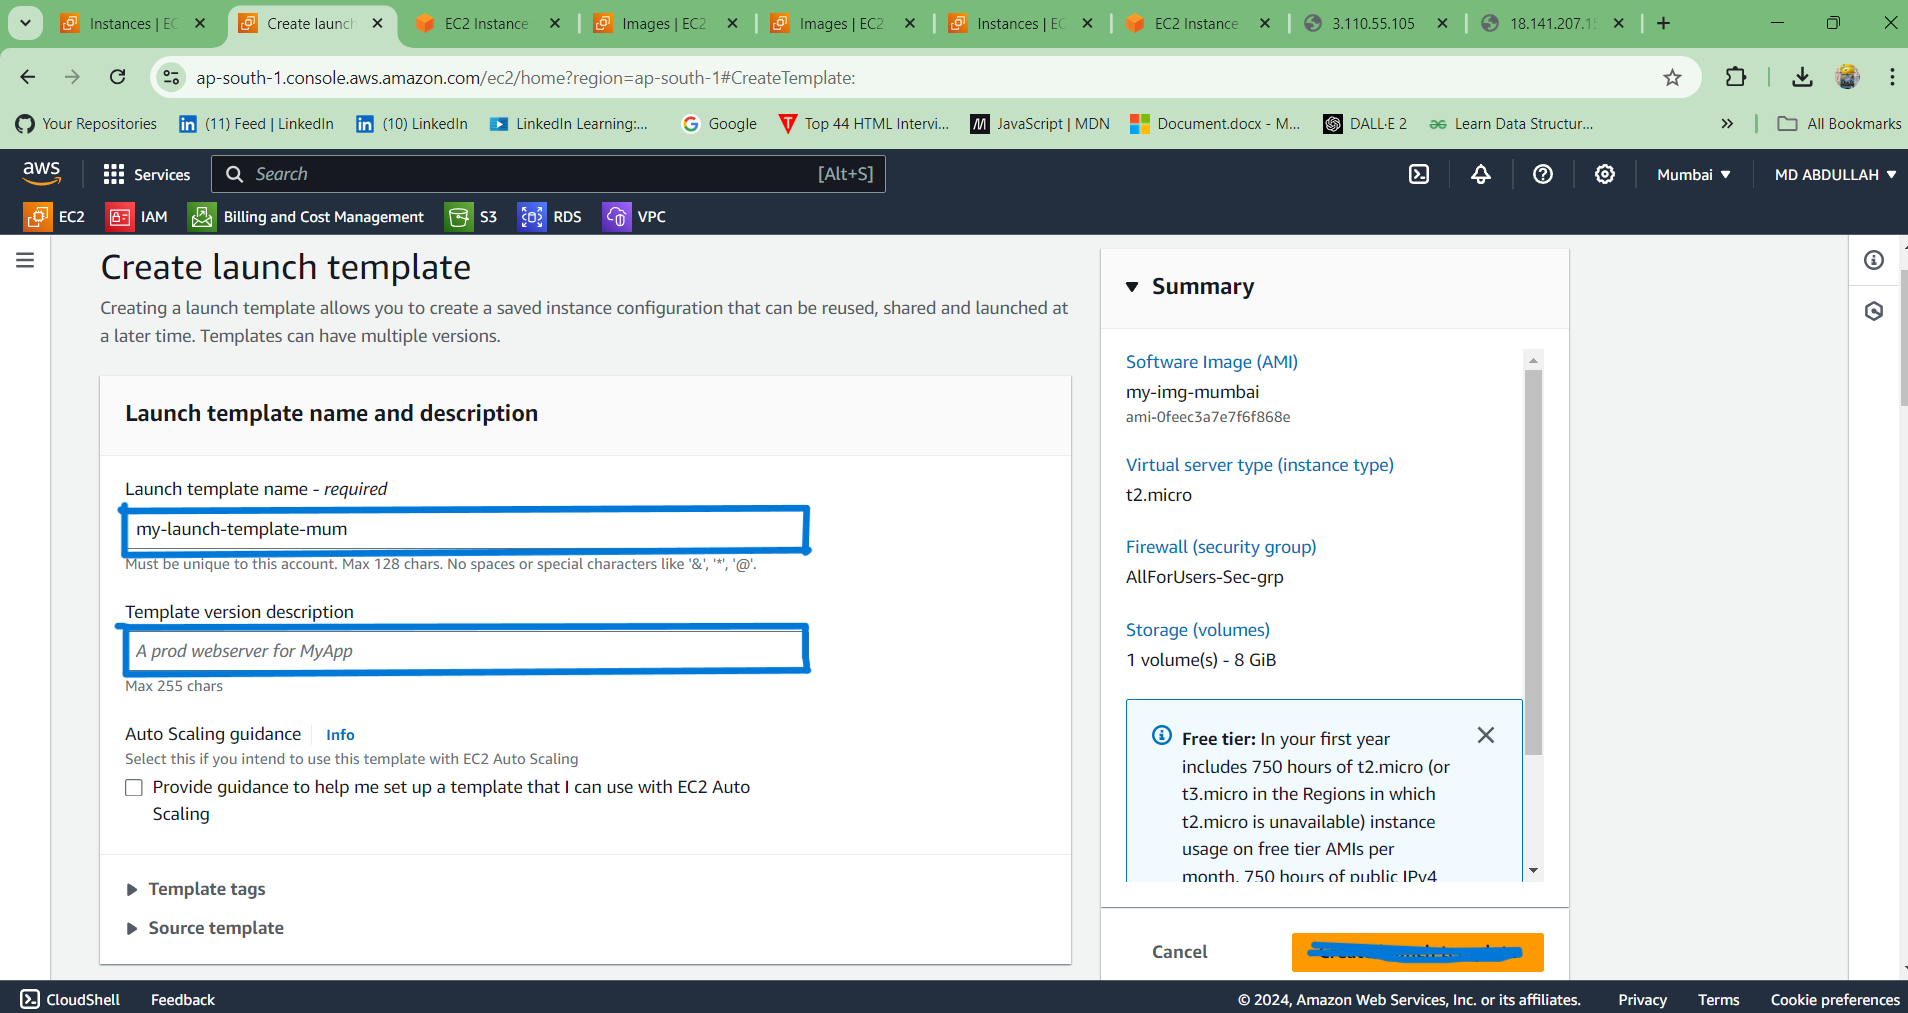 Instances | EC
Create launch
EC2 Instance
Images | EC2
Images | EC2
Instances | EC
EC2 Instance
3.110.55.105
18.141.207.15
ap-south-1.console.aws.amazon.com/ec2/home?region=ap-south-1#CreateTemplate:
Your Repositories
(11) Feed | LinkedIn
(10) LinkedIn
LinkedIn Learning:...
Google
Top 44 HTML Intervi...
JavaScript | MDN
Document.docx - M...
DALL·E 2
Learn Data Structur...
»
All Bookmarks
aws
Services
Search
[Alt+S]
Mumbai
MD ABDULLAH
EC2
IAM
Billing and Cost Management
S3
RDS
VPC
Create launch template
Creating a launch template allows you to create a saved instance configuration that can be reused, shared and launched at
a later time. Templates can have multiple versions.
Launch template name and description
Launch template name - required
my-launch-template-mum
Must be unique to this account. Max 128 chars. No spaces or special characters like '&', '*', '@'.
Template version description
A prod webserver for MyApp
Max 255 chars
Auto Scaling guidance
Info
Select this if you intend to use this template with EC2 Auto Scaling
Provide guidance to help me set up a template that I can use with EC2 Auto
Scaling
Template tags
Source template
Summary
Software Image (AMI)
my-img-mumbai
ami-0feec3a7e7f6f868e
Virtual server type (instance type)
t2.micro
Firewall (security group)
AllForUsers-Sec-grp
Storage (volumes)
1 volume(s) - 8 GiB
Free tier: In your first year
includes 750 hours of t2.micro (or
t3.micro in the Regions in which
t2.micro is unavailable) instance
usage on free tier AMIs per
month, 750 hours of public IPv4
Cancel
CloudShell
Feedback
© 2024, Amazon Web Services, Inc. or its affiliates.
Privacy
Terms
Cookie preferences